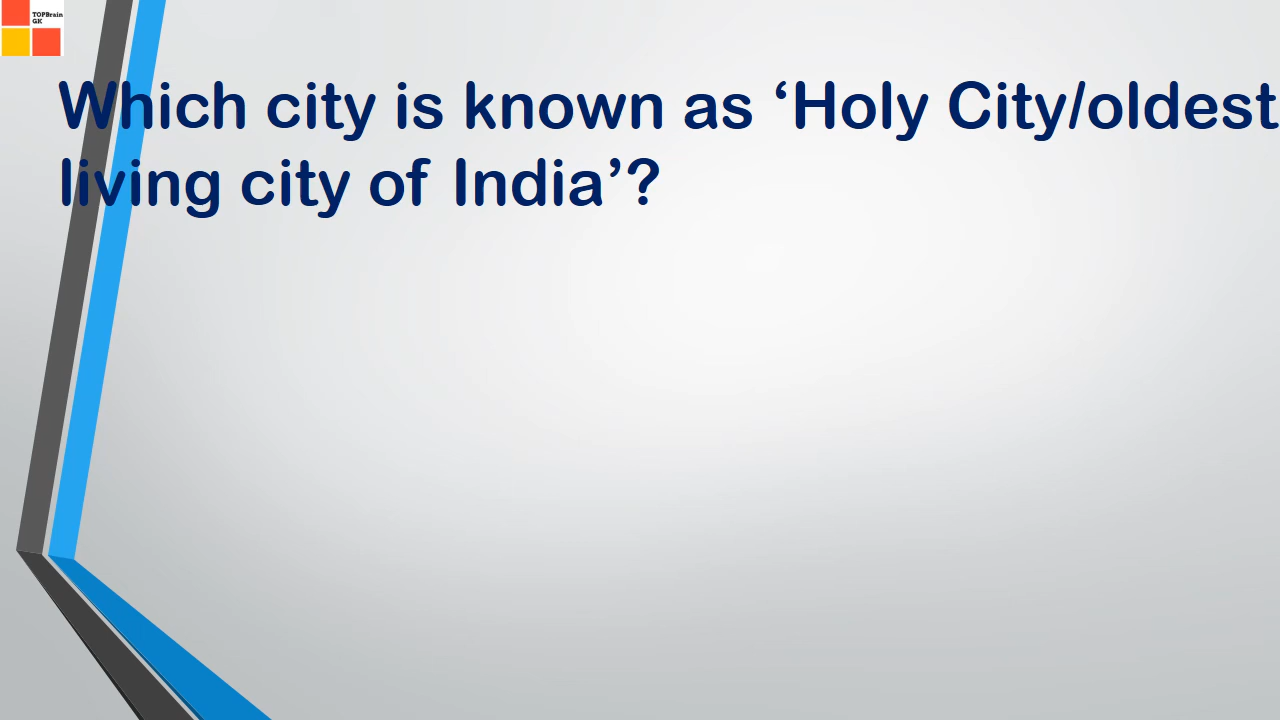 TOPBrain
GK
Which city is known as ‘Holy City/oldest
living city of India’?